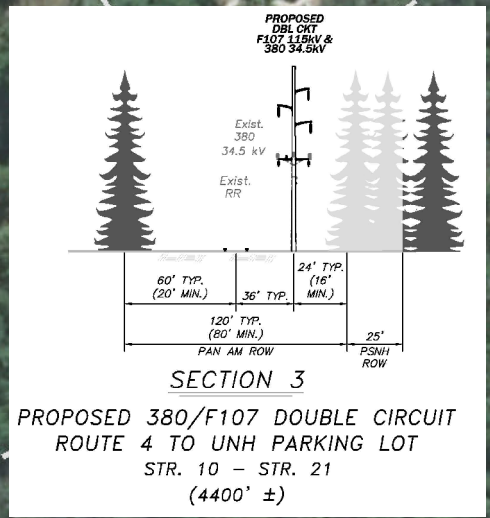 PROPOSED
DBL CKT
F107 115kV &
380 34.5kV
Exist.
380
34.5 kV
Exist.
RR
60' TYP.
(20' MIN.)
36' TYP.
24' TYP.
(16'
MIN.)
120' TYP.
(80' MIN.)
PAN AM ROW
25'
PSNH
ROW
SECTION 3
PROPOSED 380/F107 DOUBLE CIRCUIT
ROUTE 4 TO UNH PARKING LOT
STR. 10 – STR. 21
(4400' ±)